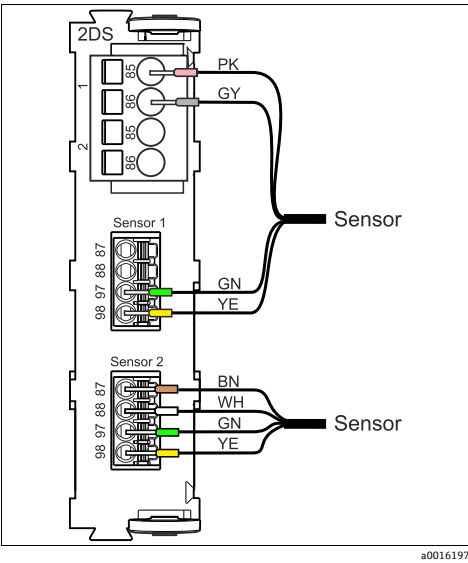 2DS
PK
1
85
86
GY
2
85
86
Sensor
Sensor 1
87
88
97
98
GN
YE
Sensor 2
87
88
97
98
BN
WH
GN
YE
Sensor
a0016197